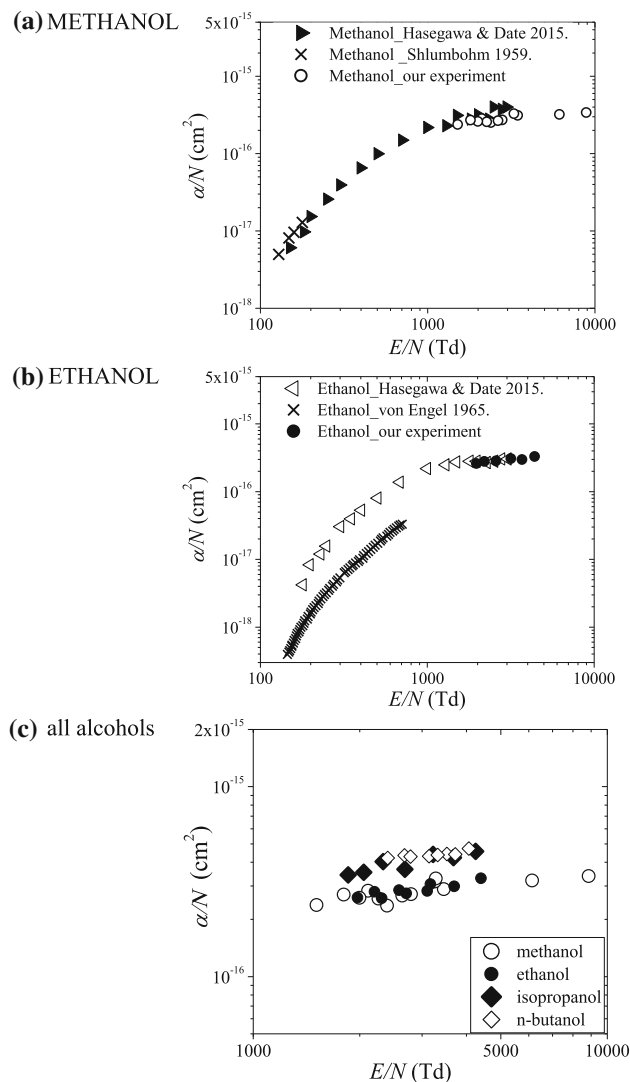 (a) METHANOL
5x10-15
Methanol_Hasegawa & Date 2015.
Methanol _Shlumbohm 1959.
Methanol_our experiment
10-15
10-16
10-17
10-18
α/N (cm2)
100
1000
10000
E/N (Td)
(b) ETHANOL
5x10-15
Ethanol_Hasegawa & Date 2015.
Ethanol_von Engel 1965.
Ethanol_our experiment
10-15
10-16
10-17
10-18
α/N (cm2)
100
1000
10000
E/N (Td)
(c) all alcohols
2x10-15
10-15
10-16
α/N (cm2)
methanol
ethanol
isopropanol
n-butanol
1000
5000
10000
E/N (Td)